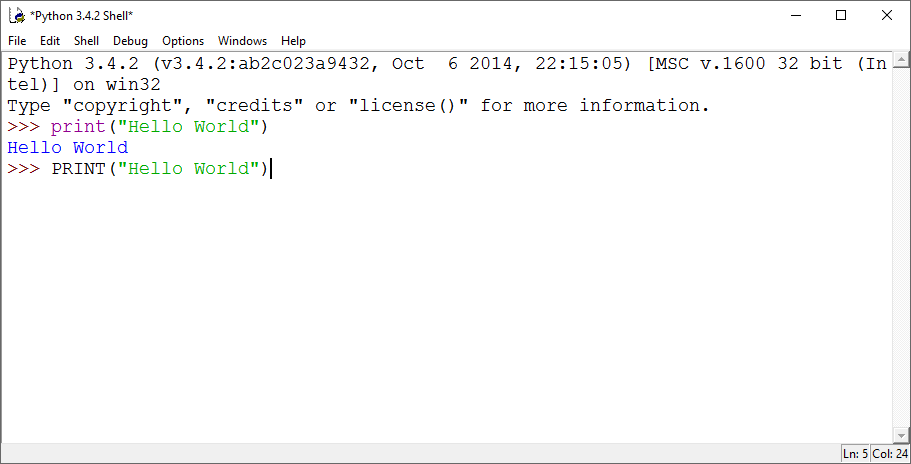 *Python 3.4.2 Shell*
File Edit Shell Debug Options Windows Help
Python 3.4.2 (v3.4.2:ab2c023a9432, Oct  6 2014, 22:15:05) [MSC v.1600 32 bit (In
tel)] on win32
Type "copyright", "credits" or "license()" for more information.
>>> print("Hello World")
Hello World
>>> PRINT("Hello World")
Ln: 5 Col: 24